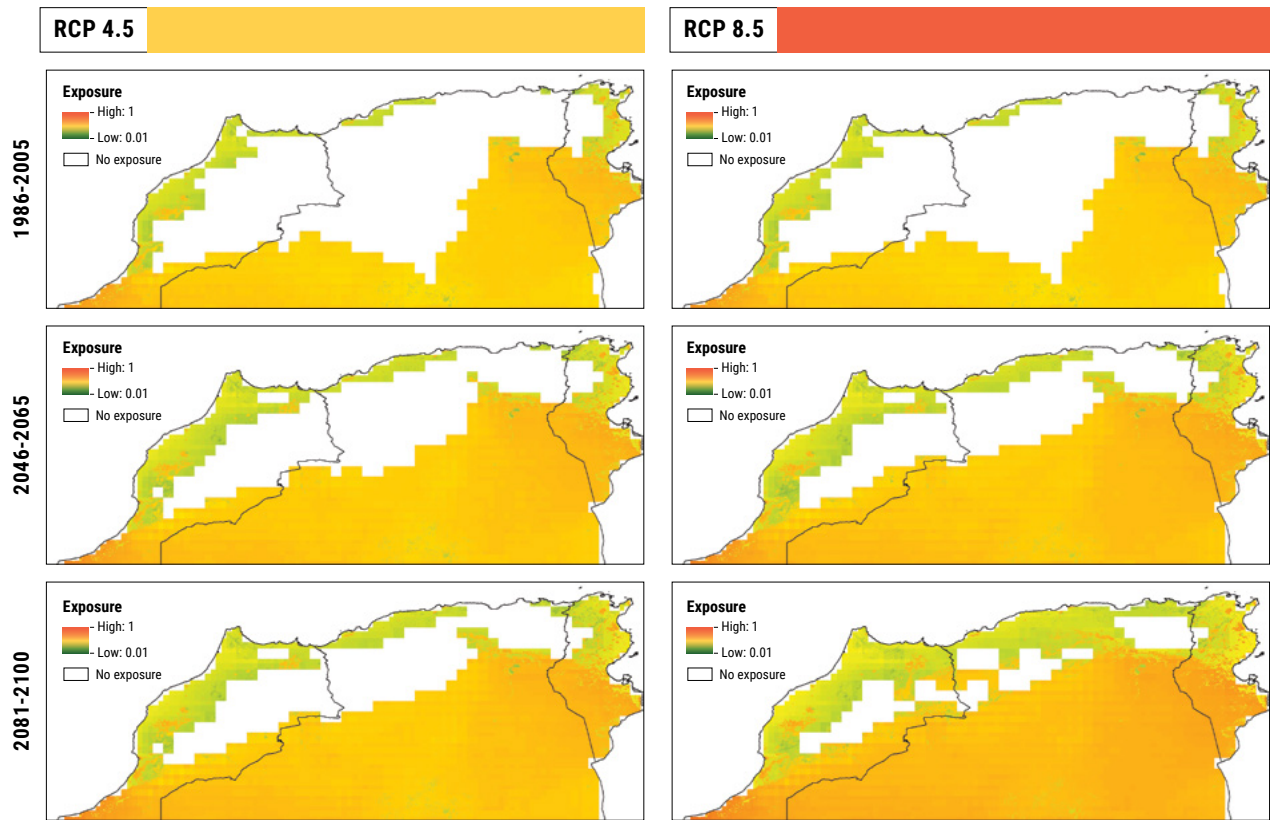 RCP 4.5
RCP 8.5
1986-2005
Exposure
High: 1
Low: 0.01
No exposure
Exposure
High: 1
Low: 0.01
No exposure
2046-2065
Exposure
High: 1
Low: 0.01
No exposure
Exposure
High: 1
Low: 0.01
No exposure
2081-2100
Exposure
High: 1
Low: 0.01
No exposure
Exposure
High: 1
Low: 0.01
No exposure